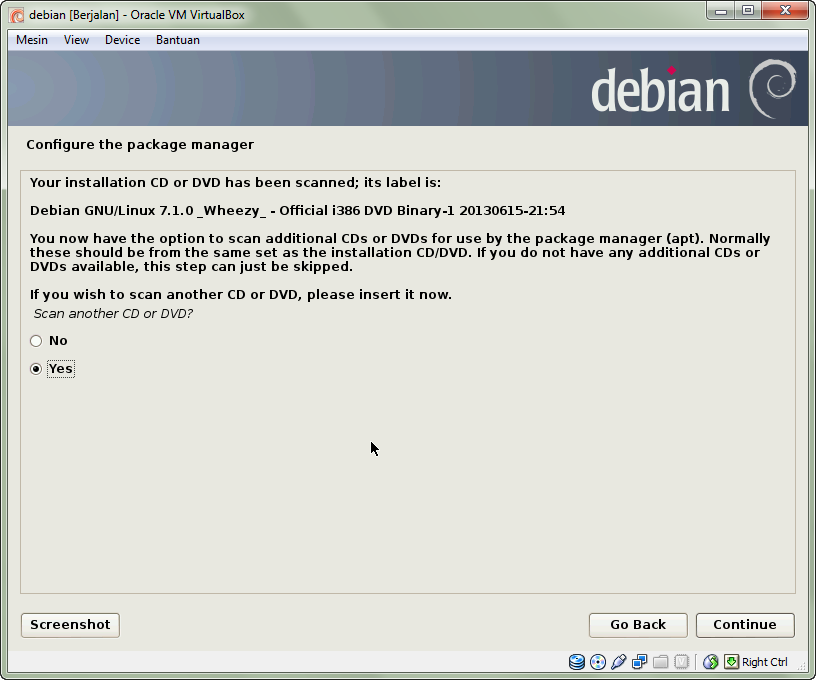 debian [Berjalan] - Oracle VM VirtualBox
Mesin View Device Bantuan
debian
Configure the package manager
Your installation CD or DVD has been scanned; its label is:
Debian GNU/Linux 7.1.0 _Wheezy_ - Official i386 DVD Binary-1 20130615-21:54
You now have the option to scan additional CDs or DVDs for use by the package manager (apt). Normally
these should be from the same set as the installation CD/DVD. If you do not have any additional CDs or
DVDs available, this step can just be skipped.
If you wish to scan another CD or DVD, please insert it now.
Scan another CD or DVD?
No
Yes
Screenshot Go Back Continue
Right Ctrl